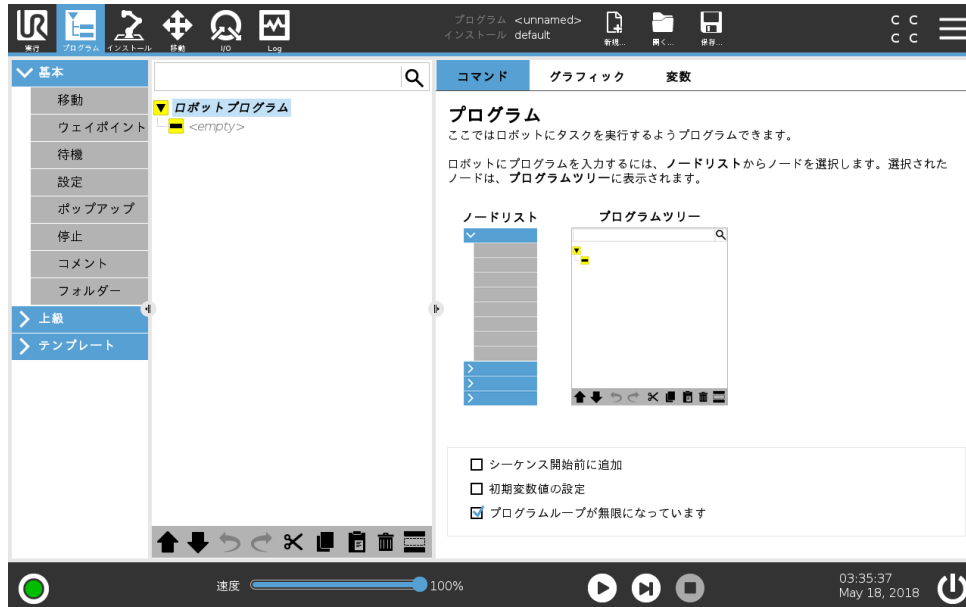 UR
実行
プログラム
インストール
移動
I/O
Log
プログラム <unnamed>
インストール default
新規...
開く...
保存...
C C
C C
基本
移動
ウェイポイント
待機
設定
ポップアップ
停止
コメント
フォルダー
上級
テンプレート
ロボットプログラム
<empty>
コマンド
グラフィック
変数
プログラム
ここではロボットにタスクを実行するようプログラムできます。
ロボットにプログラムを入力するには、ノードリストからノードを選択します。選択された
ノードは、プログラムツリーに表示されます。
ノードリスト
プログラムツリー
シーケンス開始前に追加
初期変数値の設定
プログラムループが無限になっています
速度
100%
03:35:37
May 18, 2018